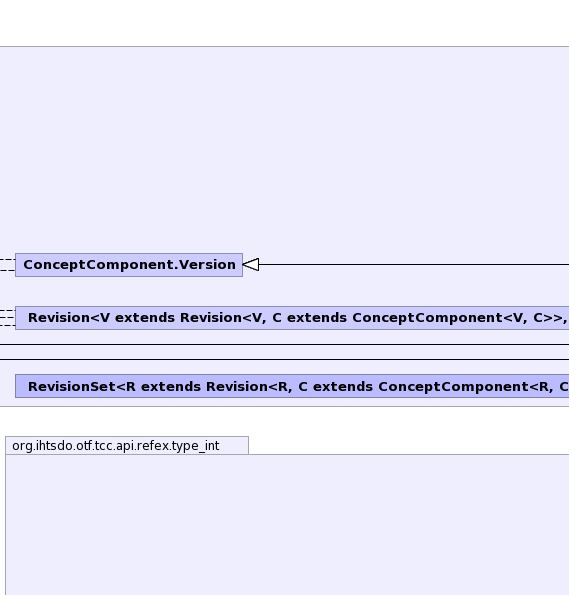 ConceptComponent.Version
Revision<V extends Revision<V, C extends ConceptComponent<V, C>>,
RevisionSet<R extends Revision<R, C extends ConceptComponent<R, C
org.ihtsdo.otf.tcc.api.refex.type_int